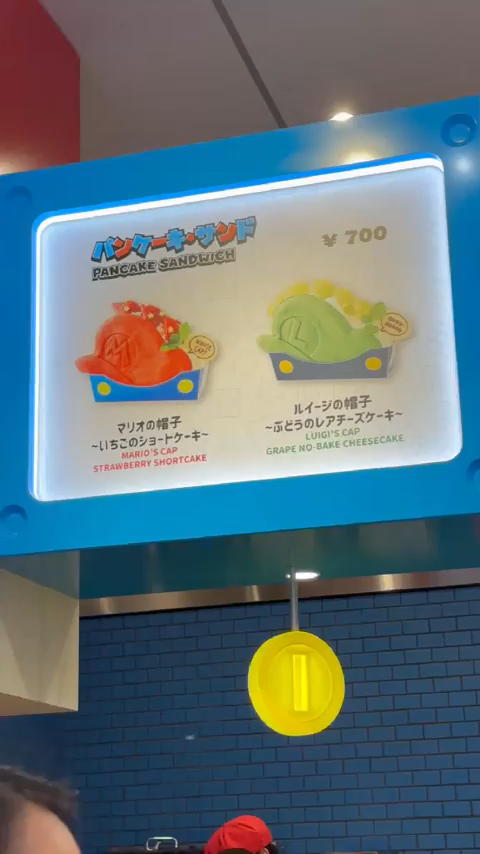 パンケーキ・サンド
PANCAKE SANDWICH
¥ 700
M
L
マリオの帽子
~いちごのショートケーキ~
MARIO'S CAP
STRAWBERRY SHORTCAKE
ルイージの帽子
~ぶどうのレアチーズケーキ~
LUIGI'S CAP
GRAPE NO-BAKE CHEESECAKE